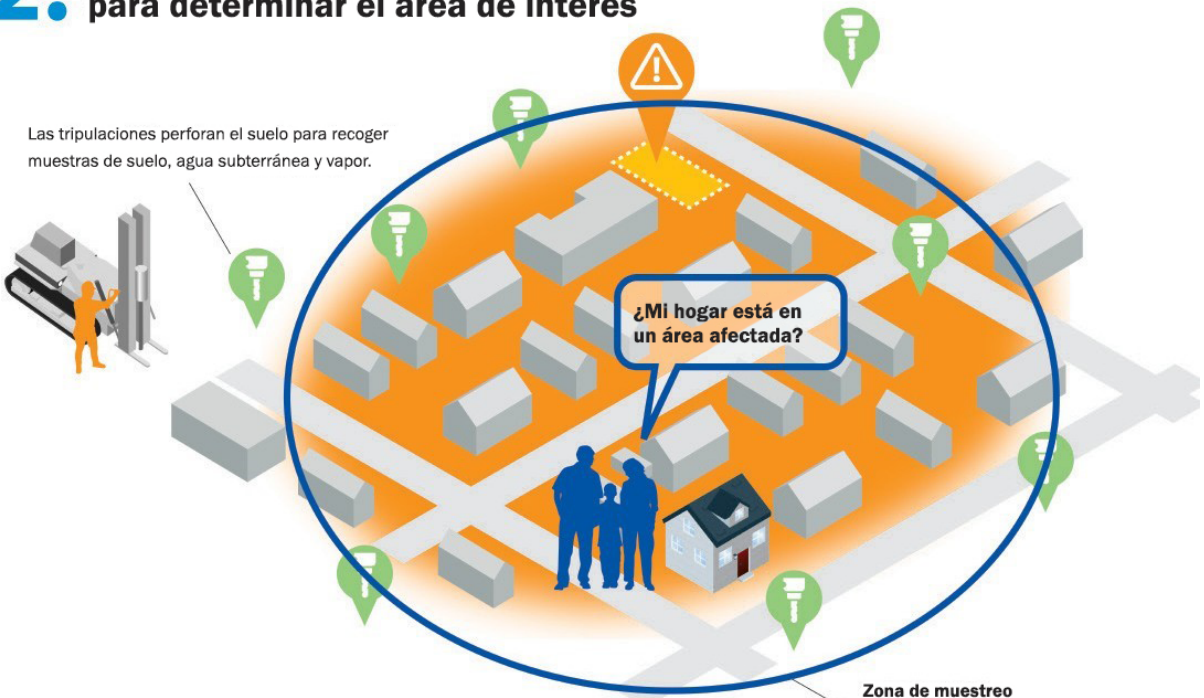 2. para determinar el área de interés
Las tripulaciones perforan el suelo para recoger
muestras de suelo, agua subterránea y vapor.
¿Mi hogar está en
un área afectada?
Zona de muestreo